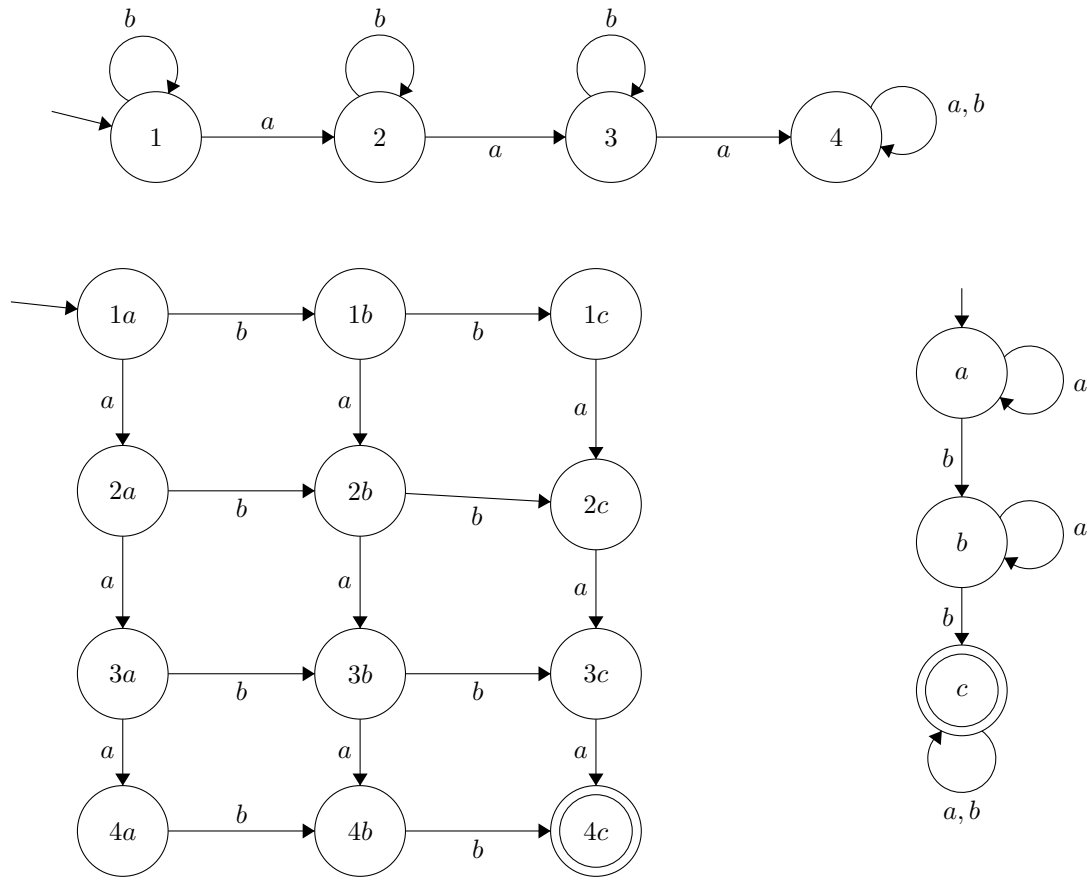 b b b
1 a 2 a 3 a 4 a, b
1a b 1b b 1c
a a a
a a
2a b 2b b 2c
b
a a a
b a
3a b 3b b 3c
b
a a a
c
4a b 4b b 4c
a, b